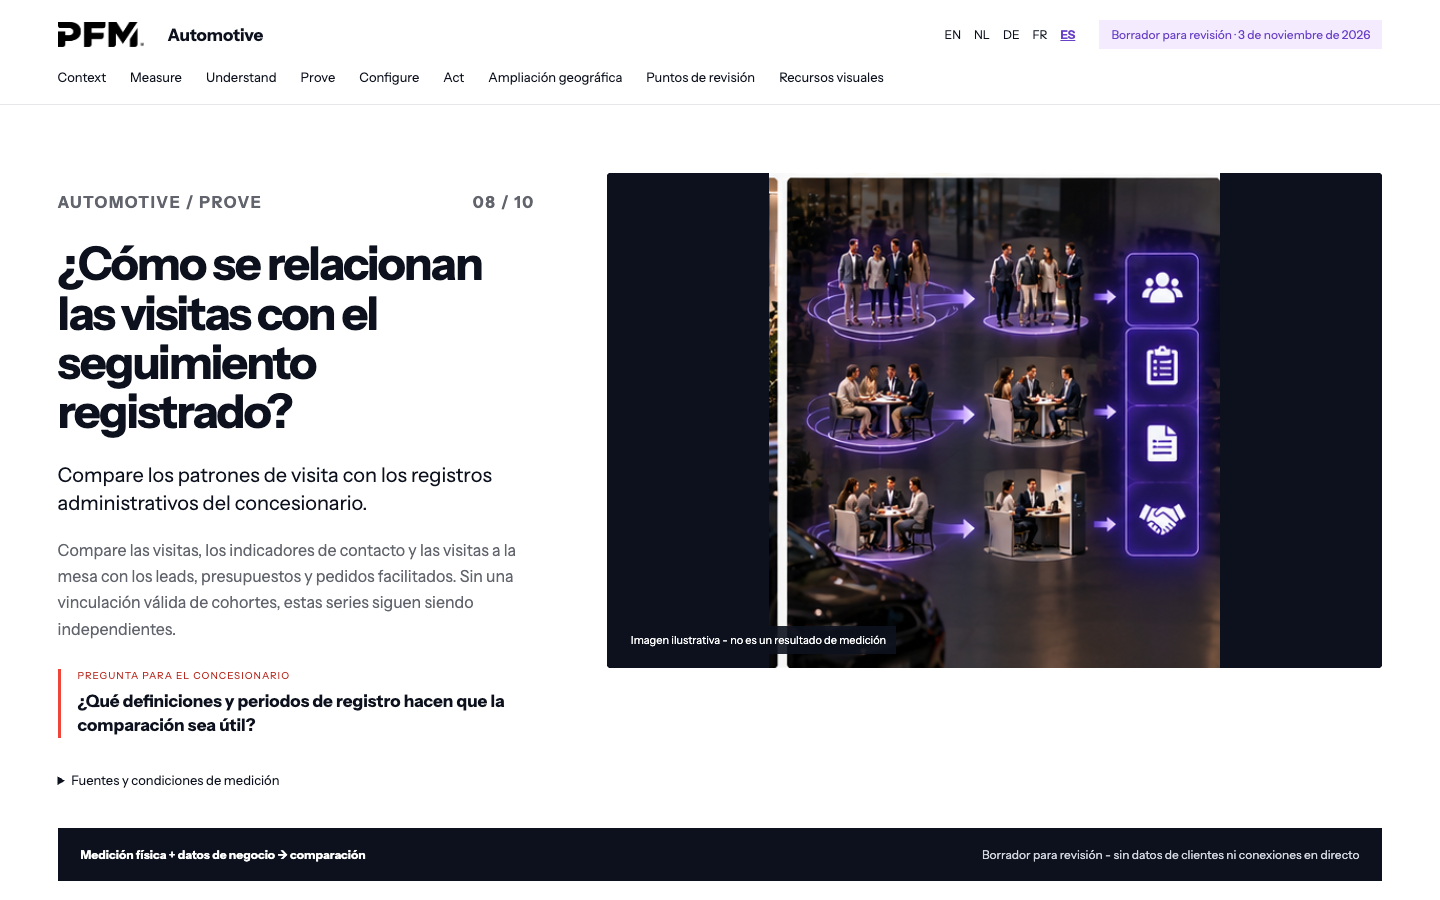 PFM. Automotive
EN NL DE FR ES
Borrador para revisión · 3 de noviembre de 2026
Context Measure Understand Prove Configure Act Ampliación geográfica Puntos de revisión Recursos visuales
AUTOMOTIVE / PROVE
08 / 10
¿Cómo se relacionan
las visitas con el
seguimiento
registrado?
Compare los patrones de visita con los registros
administrativos del concesionario.
Compare las visitas, los indicadores de contacto y las visitas a la
mesa con los leads, presupuestos y pedidos facilitados. Sin una
vinculación válida de cohortes, estas series siguen siendo
independientes.
PREGUNTA PARA EL CONCESIONARIO
¿Qué definiciones y periodos de registro hacen que la
comparación sea útil?
Fuentes y condiciones de medición
Imagen ilustrativa - no es un resultado de medición
Medición física + datos de negocio → comparación
Borrador para revisión - sin datos de clientes ni conexiones en directo